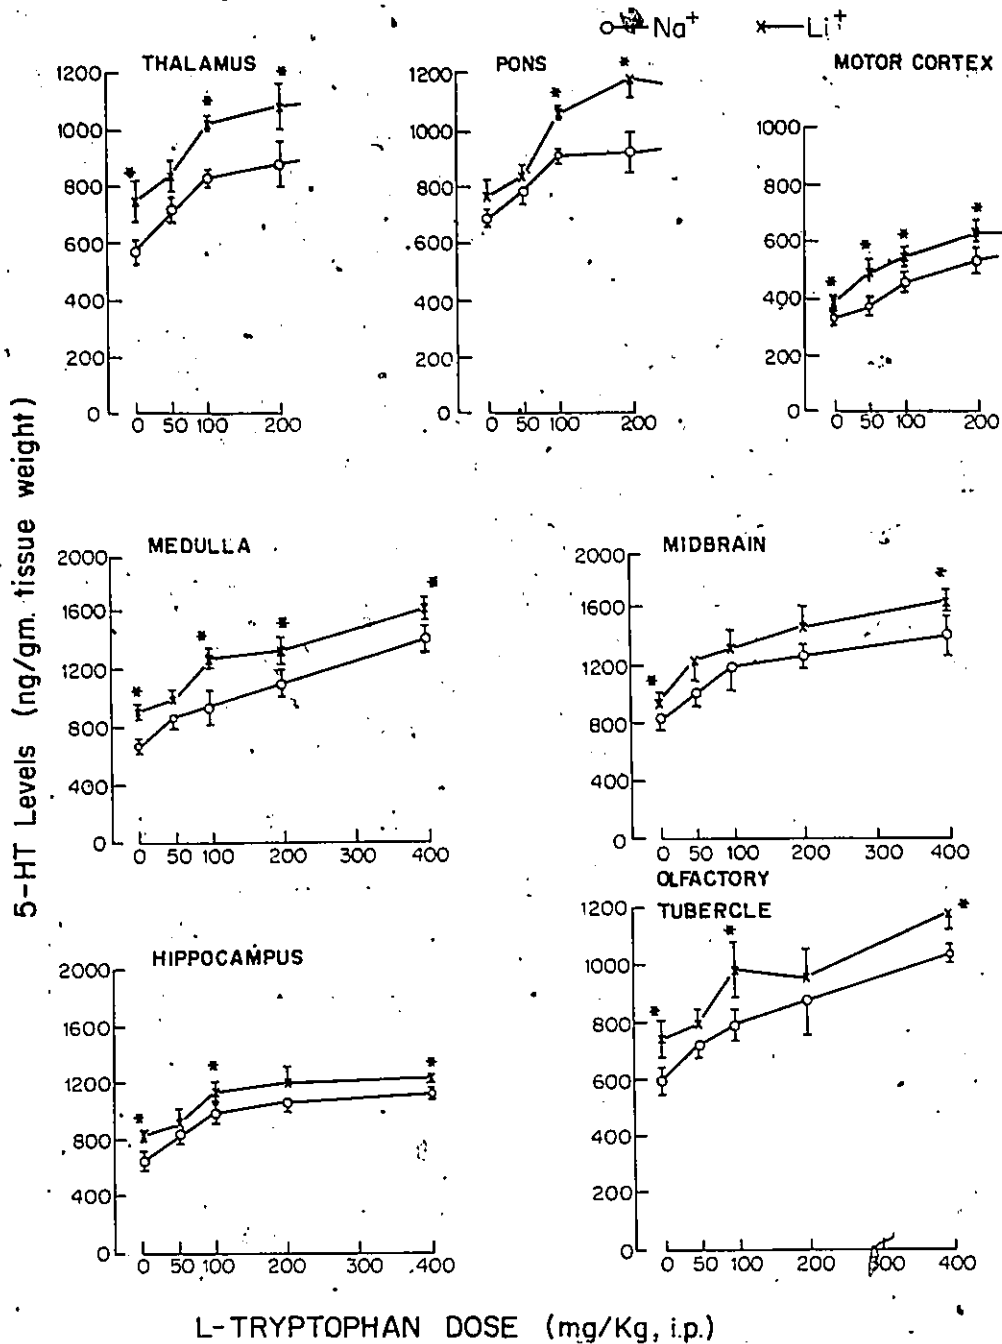 Na+ Li+
THALAMUS
1200
1000
800
600
400
200
0
0 50 100 200
PONS
1200
1000
800
600
400
200
0
0 50 100 200
MOTOR CORTEX
1000
800
600
400
200
0
0 50 100 200
5-HT Levels (ng/gm. tissue weight)
MEDULLA
2000
1600
1200
800
400
0
0 50 100 200 300 400
MIDBRAIN
2000
1600
1200
800
400
0
0 50 100 200 300 400
HIPPOCAMPUS
2000
1600
1200
800
400
0
0 50 100 200 300 400
OLFACTORY
TUBERCLE
1200
1000
800
600
400
200
0
0 100 200 300 400
L-TRYPTOPHAN DOSE (mg/Kg, i.p.)